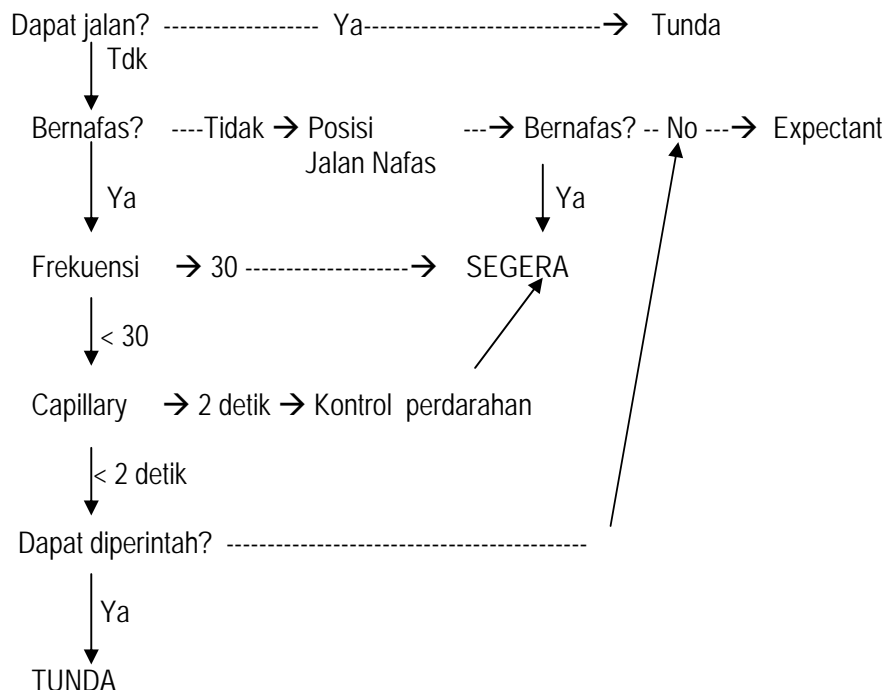 Dapat jalan? -------------------- Ya-----------------------------→ Tunda
Tdk
Bernafas? ----Tidak → Posisi ---→ Bernafas? -- No ---→ Expectant
Jalan Nafas
Ya
Ya
Frekuensi → 30 --------------------→ SEGERA
< 30
Capillary → 2 detik → Kontrol perdarahan
< 2 detik
Dapat diperintah? --------------------------------------------
Ya
TUNDA